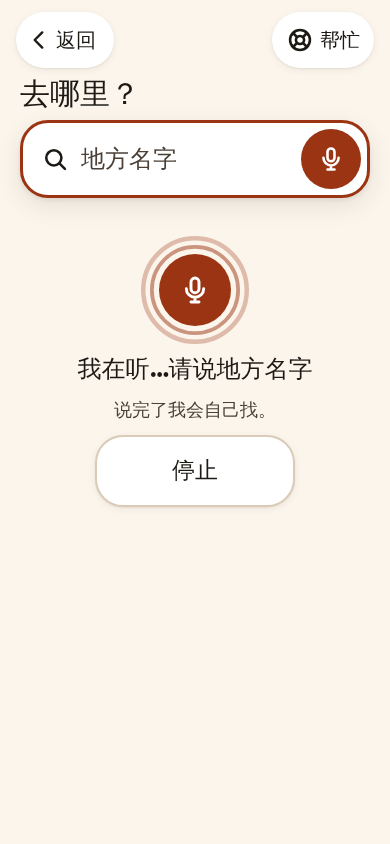 返回
帮忙
去哪里？
地方名字
我在听...请说地方名字
说完了我会自己找。
停止